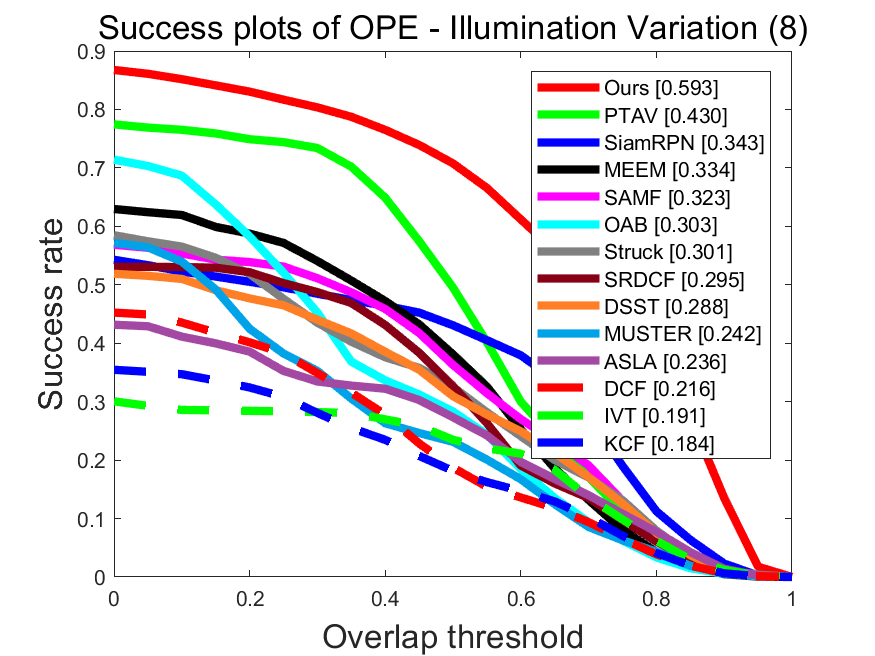 Success plots of OPE - Illumination Variation (8)
0.9
0.8
0.7
0.6
0.5
0.4
0.3
0.2
0.1
0
Success rate
Ours [0.593]
PTAV [0.430]
SiamRPN [0.343]
MEEM [0.334]
SAMF [0.323]
OAB [0.303]
Struck [0.301]
SRDCF [0.295]
DSST [0.288]
MUSTER [0.242]
ASLA [0.236]
DCF [0.216]
IVT [0.191]
KCF [0.184]
0 0.2 0.4 0.6 0.8 1
Overlap threshold